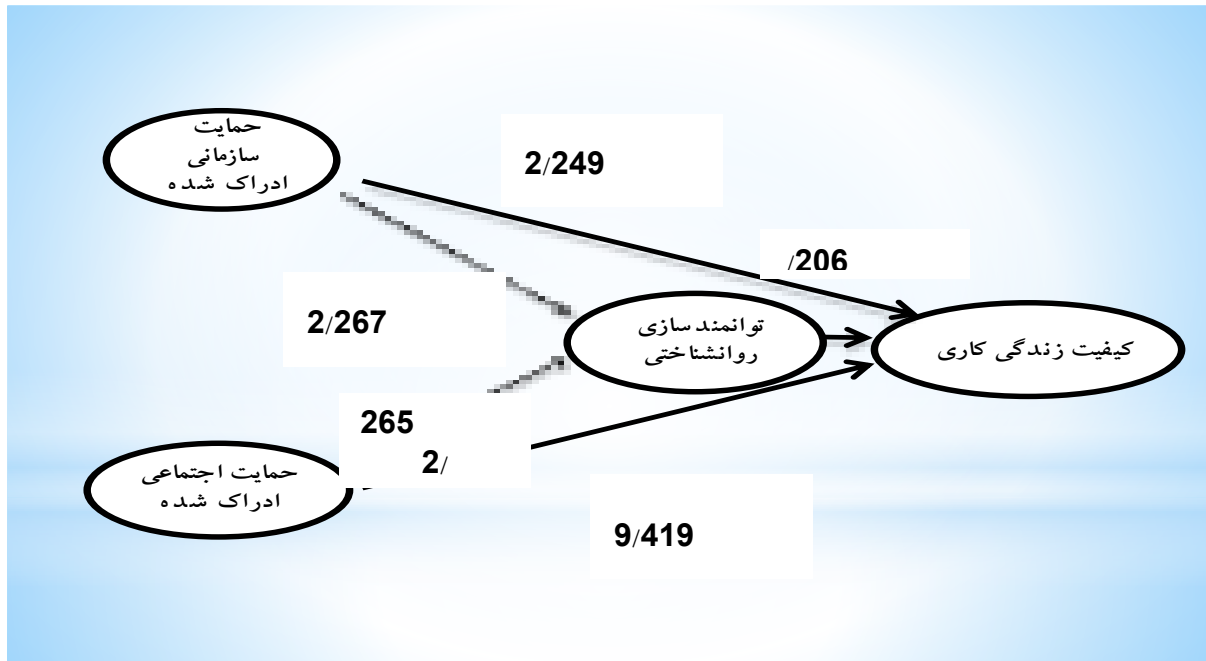 حمایت
سازمانی
ادراک شده
2/249
/206
2/267
توانمندسازی
روانشناختی
کیفیت زندگی کاری
265
2/
حمایت اجتماعی
ادراک شده
9/419